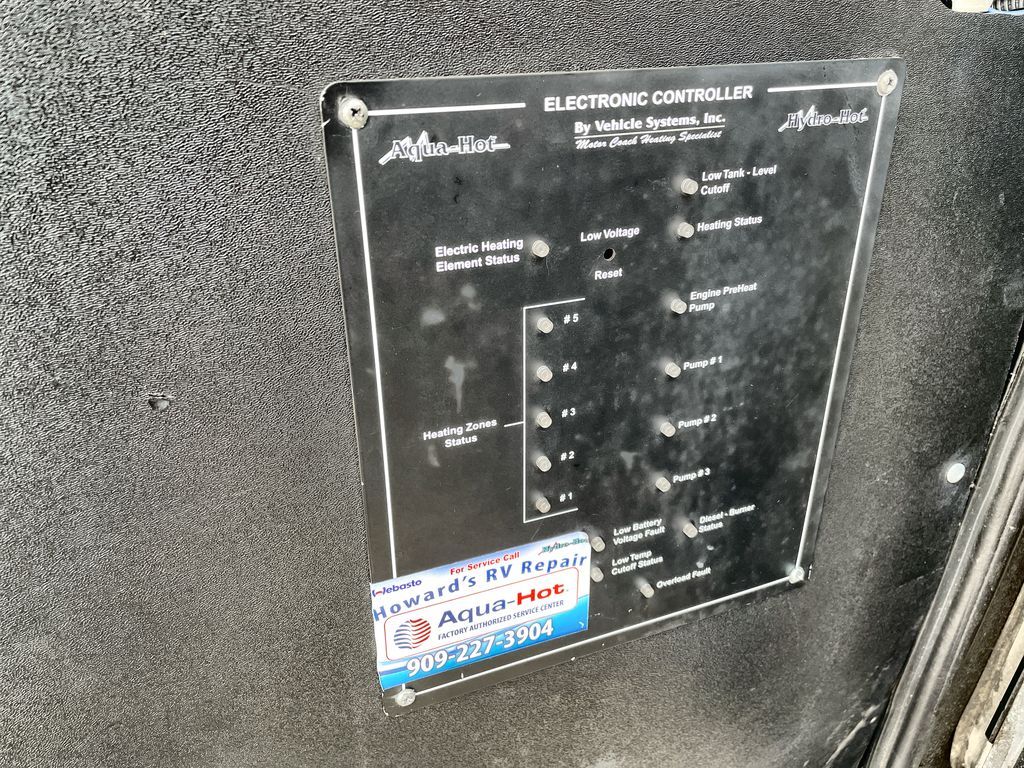 ELECTRONIC CONTROLLER
By Vehicle Systems, Inc.
Motor Coach Heating Specialist
Aqua-Hot
Hydro-Hot
Low Tank - Level
Cutoff
Heating Status
Electric Heating
Element Status
Low Voltage
Reset
Engine PreHeat
Pump
# 5
# 4
# 3
# 2
# 1
Heating Zones
Status
Pump # 1
Pump # 2
Pump # 3
Low Battery
Voltage Fault
Diesel - Burner
Status
Low Temp
Cutoff Status
Overload Fault
Webasto
For Service Call
Hydro-Hot
Howard's RV Repair
Aqua-Hot
FACTORY AUTHORIZED SERVICE CENTER
909-227-3904